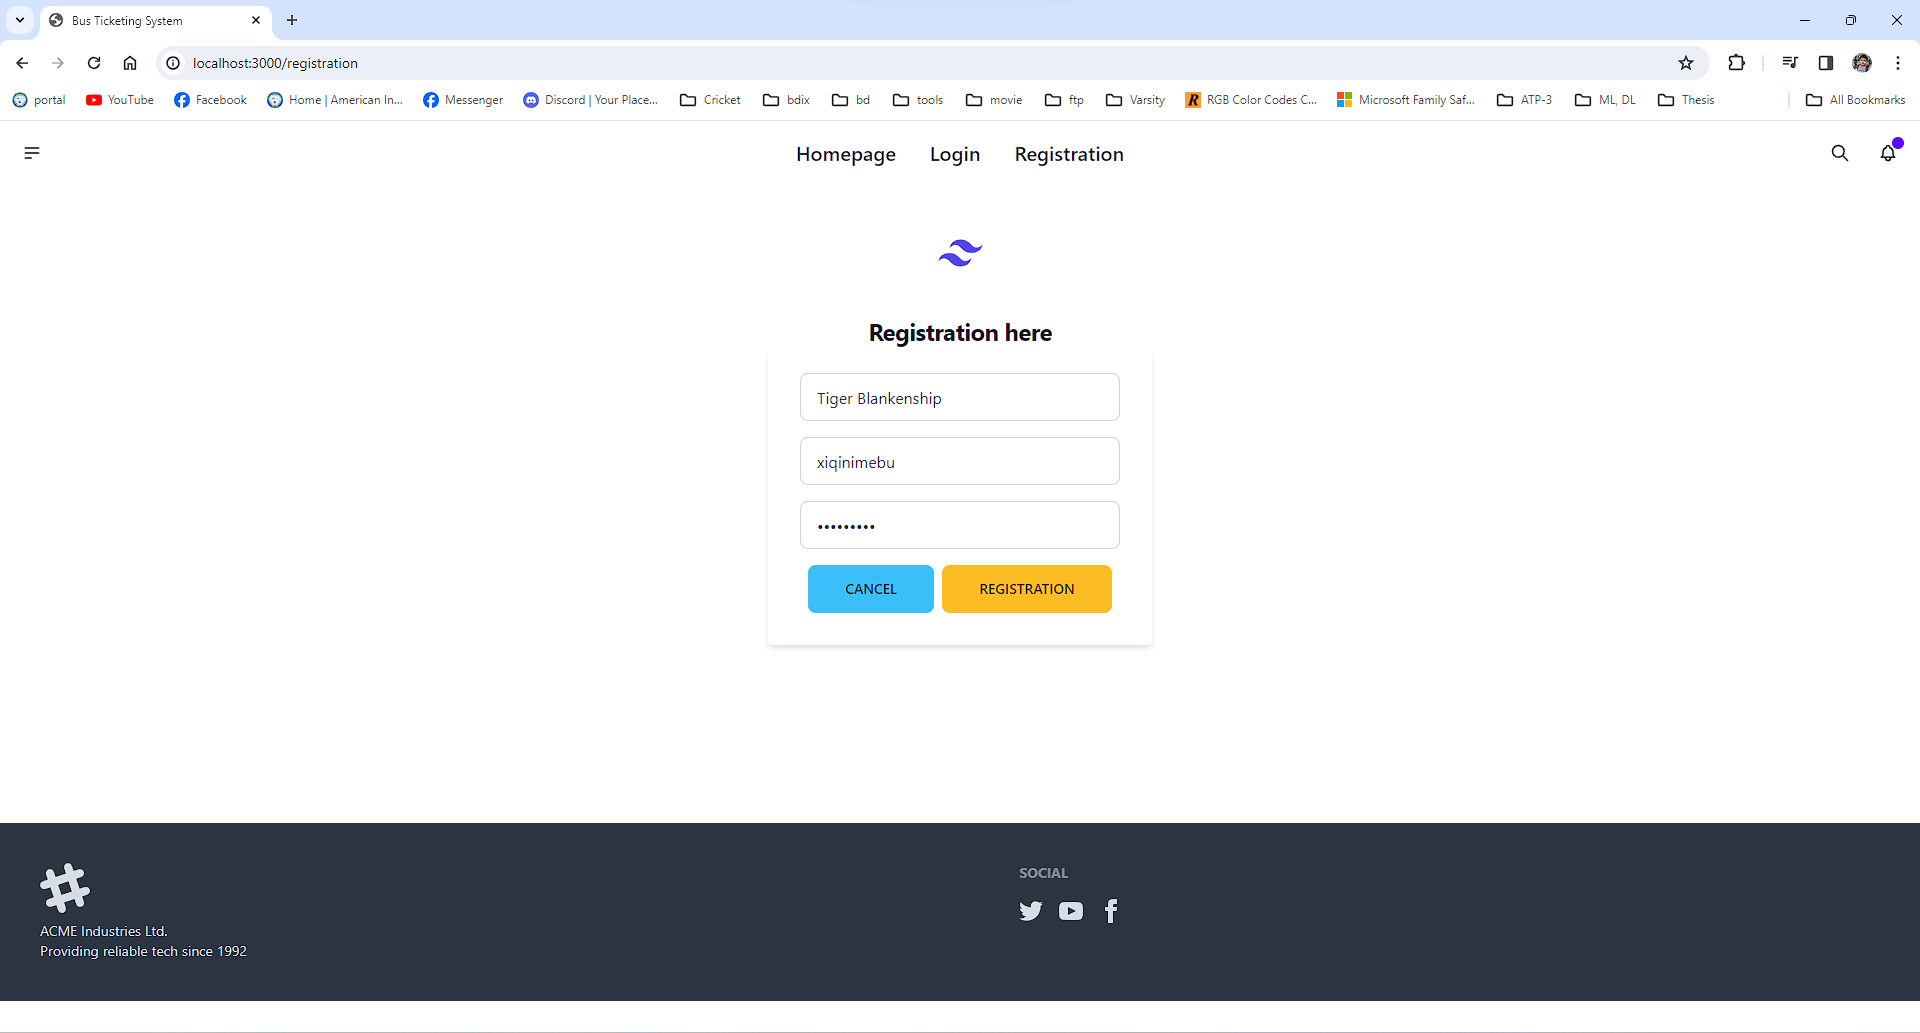 Bus Ticketing System
localhost:3000/registration
portal YouTube Facebook Home | American In... Messenger Discord | Your Place... Cricket bdix bd tools movie ftp Varsity RGB Color Codes C... Microsoft Family Saf... ATP-3 ML, DL Thesis All Bookmarks
Homepage Login Registration
Registration here
Tiger Blankenship
xiqinimebu
•••••••••
CANCEL REGISTRATION
SOCIAL
ACME Industries Ltd.
Providing reliable tech since 1992